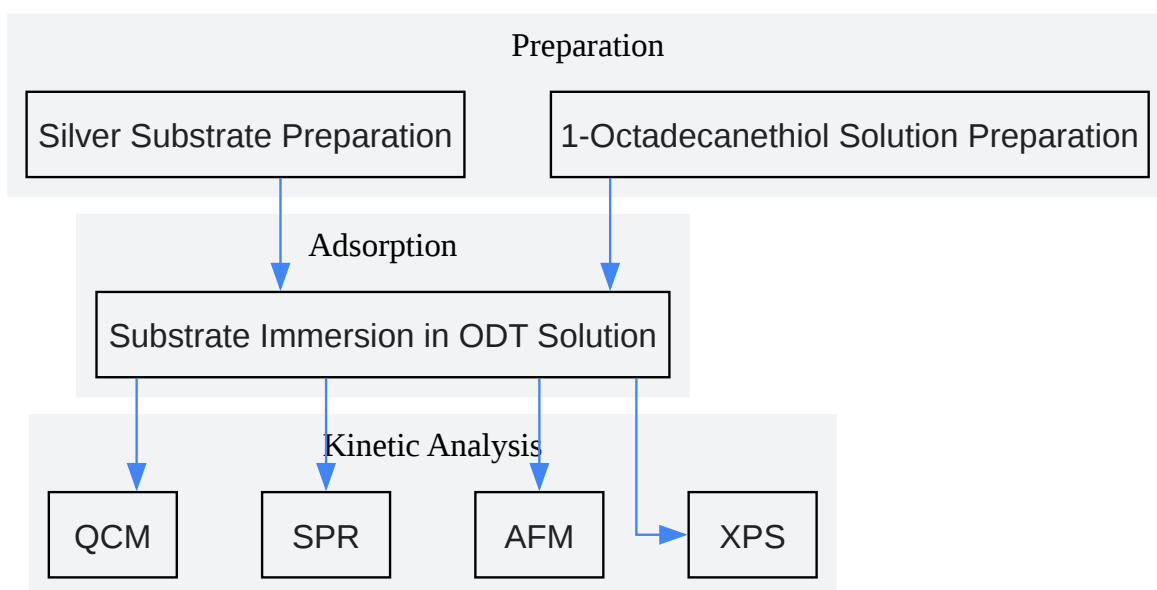 Preparation
Silver Substrate Preparation
1-Octadecanethiol Solution Preparation
Adsorption
Substrate Immersion in ODT Solution
Kinetic Analysis
QCM
SPR
AFM
XPS